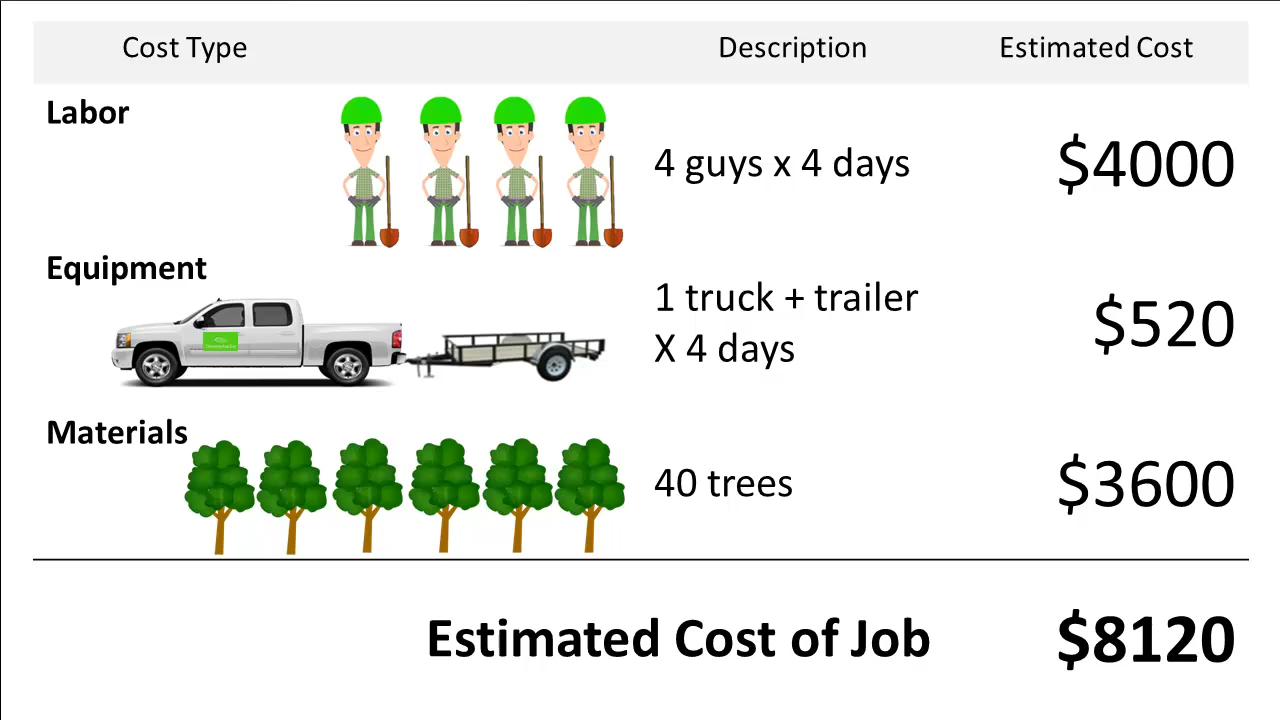 Cost Type Description Estimated Cost
Labor
4 guys x 4 days $4000
Equipment
1 truck + trailer
X 4 days
$520
Materials
40 trees $3600
Estimated Cost of Job $8120